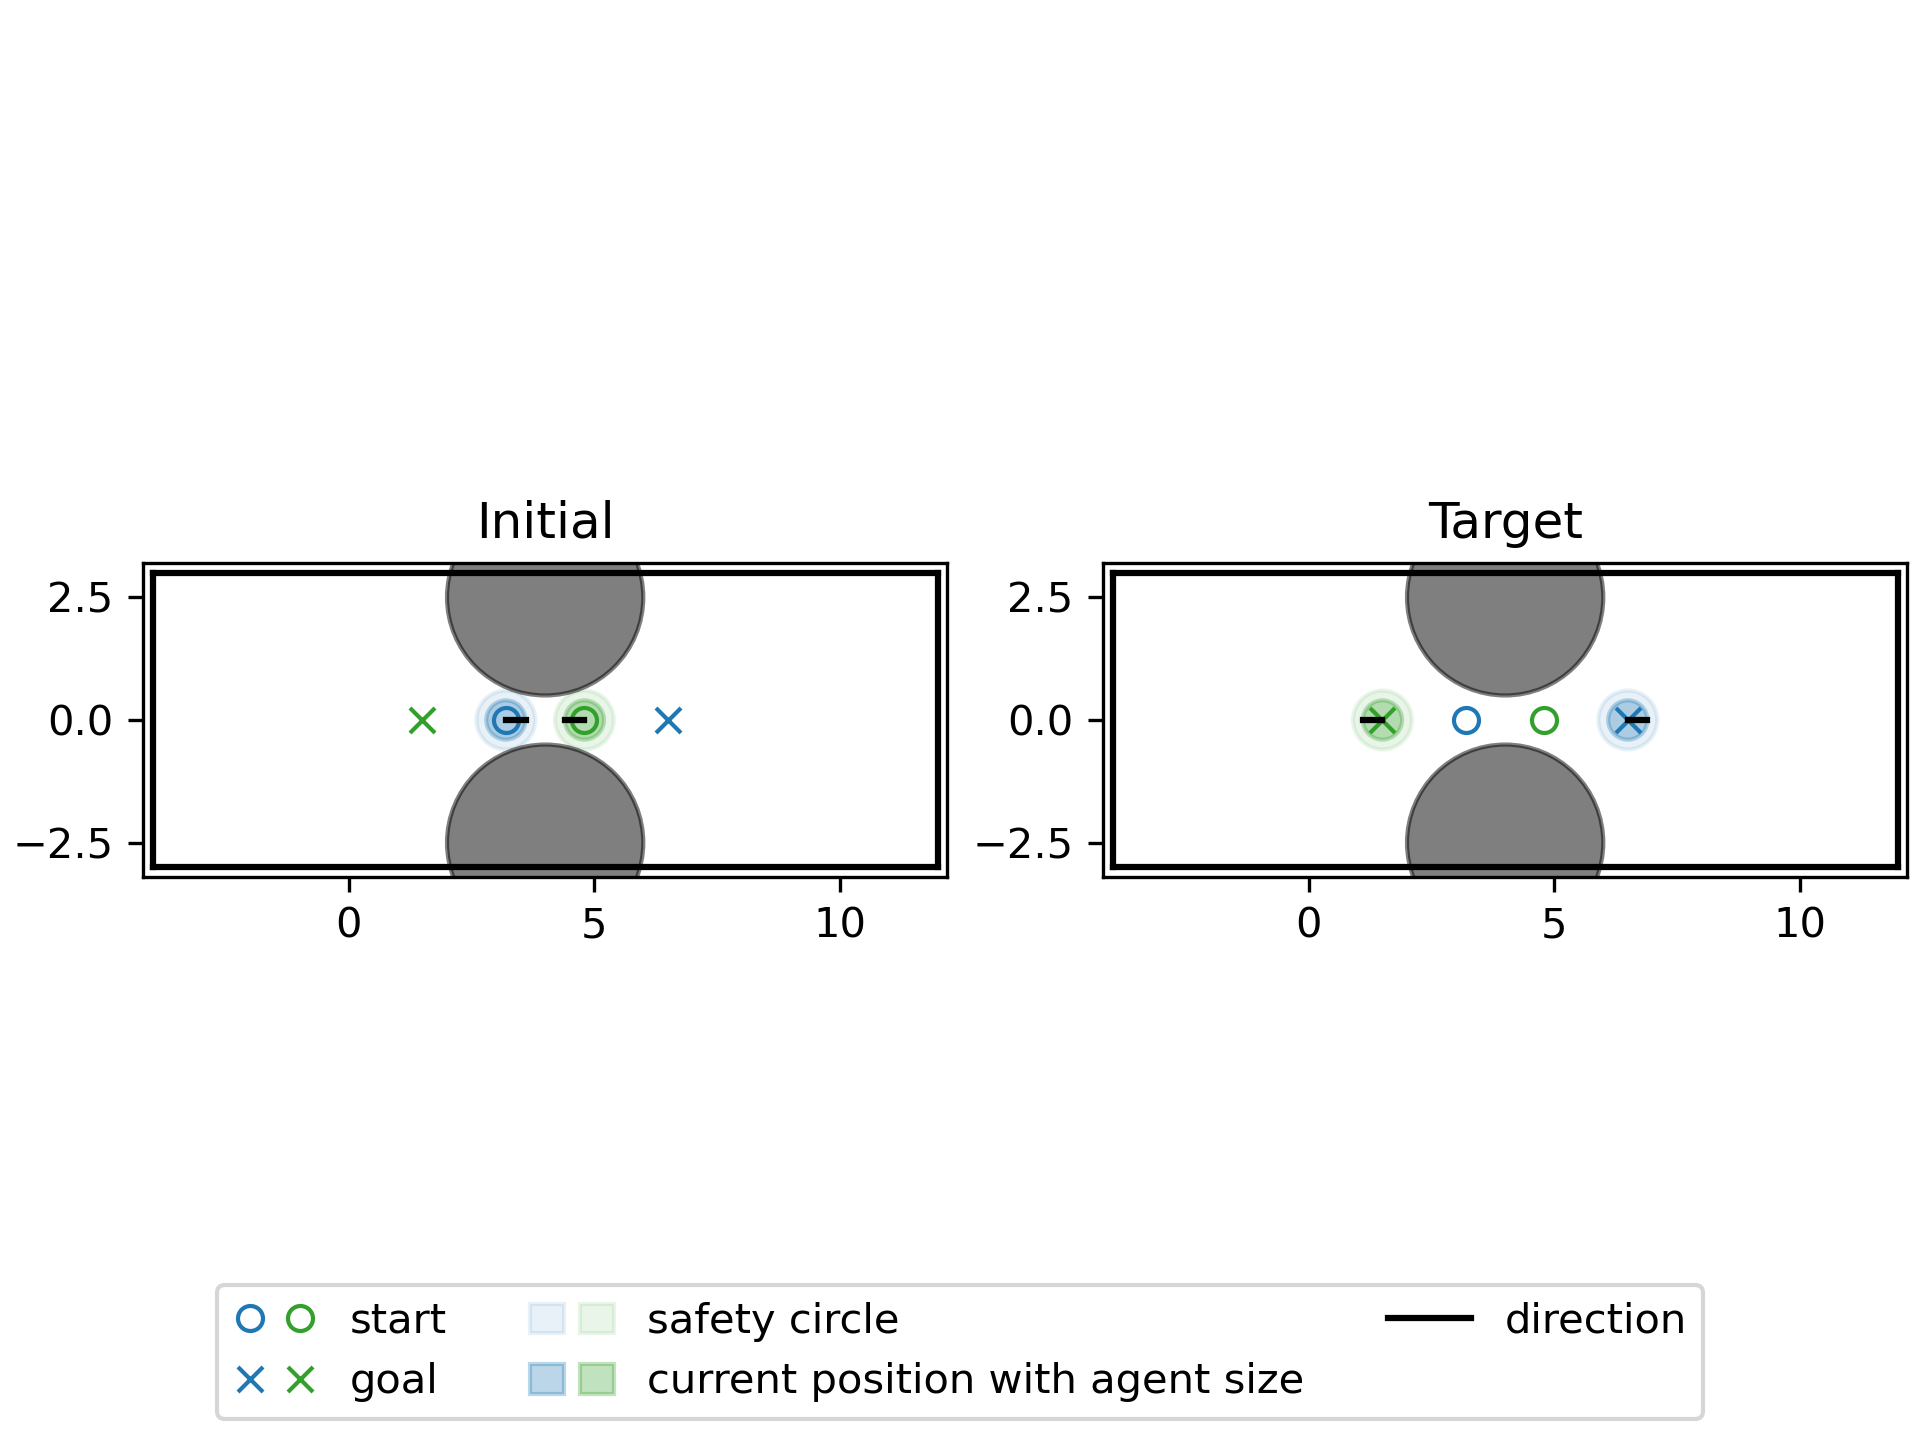 Initial
Target
2.5
0.0
−2.5
0
5
10
2.5
0.0
−2.5
0
5
10
start
goal
safety circle
current position with agent size
direction